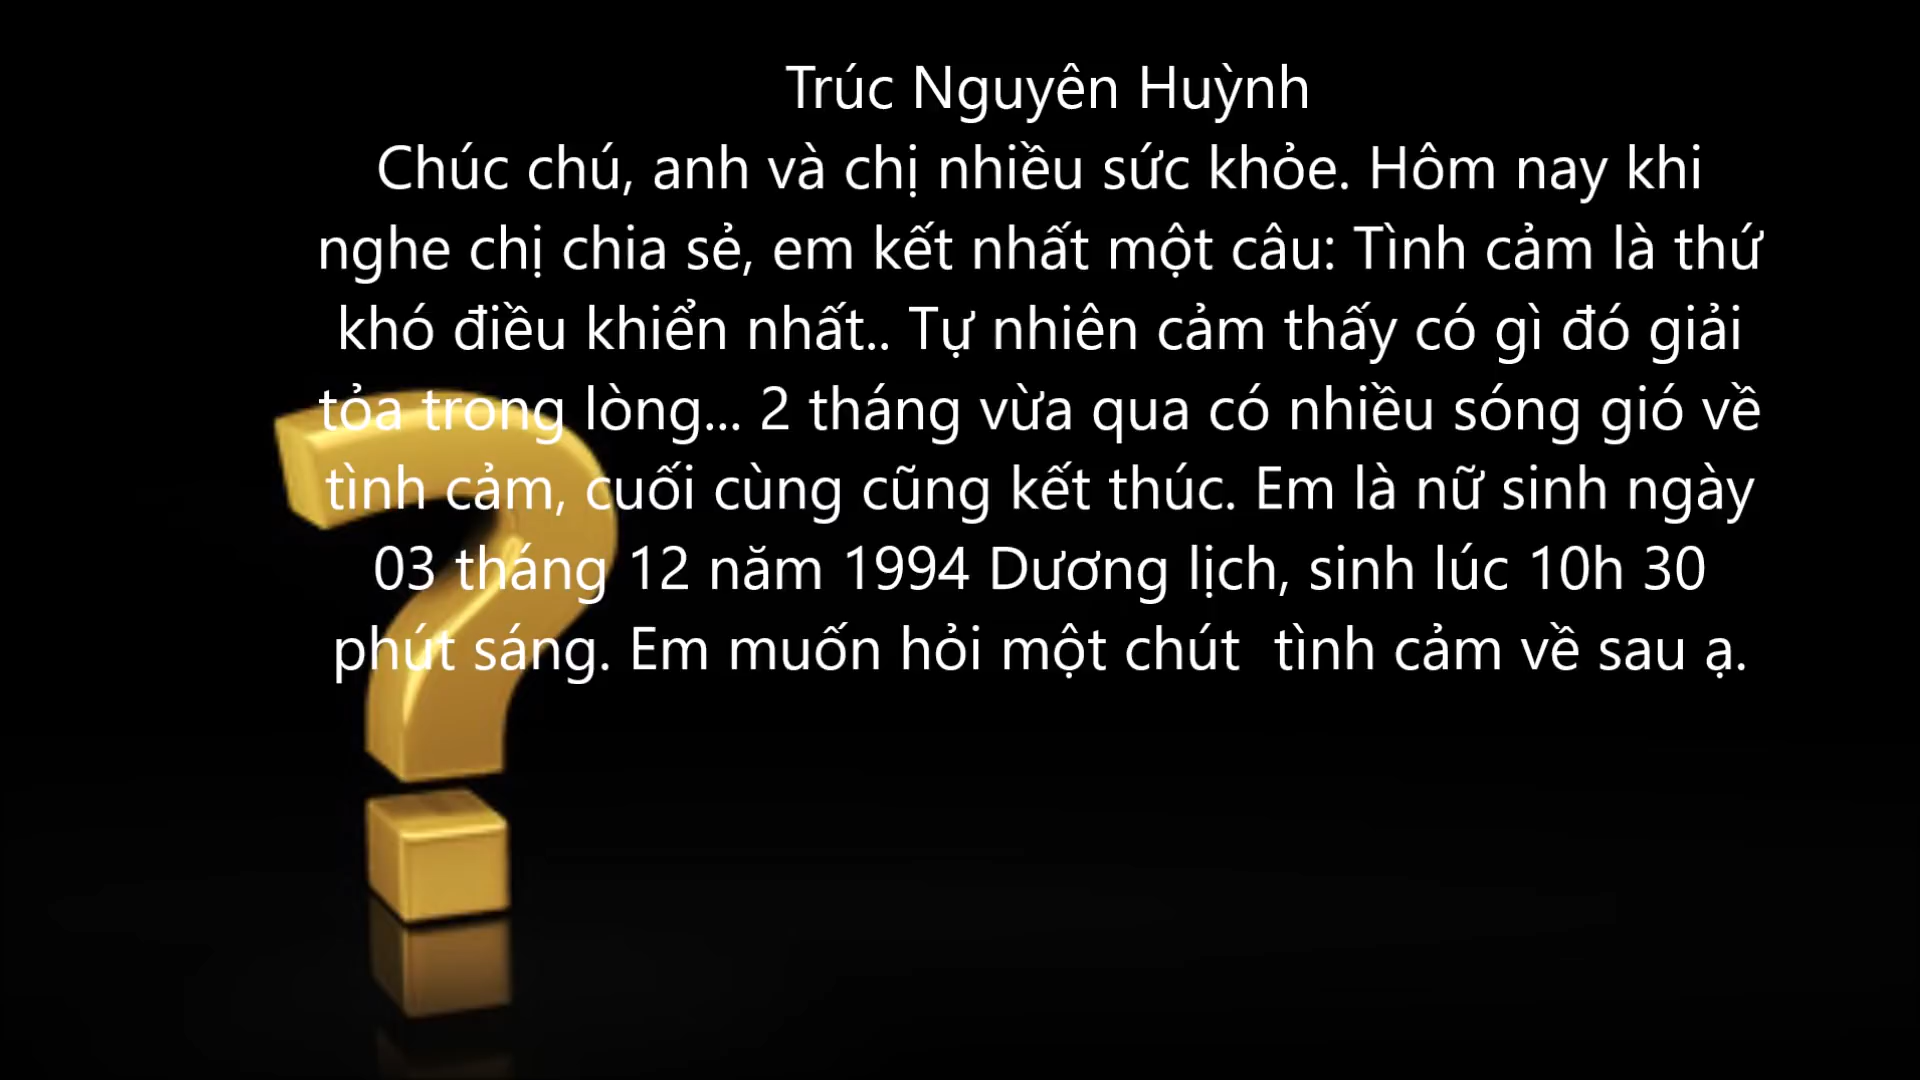 Trúc Nguyên Huỳnh
Chúc chú, anh và chị nhiều sức khỏe. Hôm nay khi
nghe chị chia sẻ, em kết nhất một câu: Tình cảm là thứ
khó điều khiển nhất.. Tự nhiên cảm thấy có gì đó giải
tỏa trong lòng... 2 tháng vừa qua có nhiều sóng gió về
tình cảm, cuối cùng cũng kết thúc. Em là nữ sinh ngày
03 tháng 12 năm 1994 Dương lịch, sinh lúc 10h 30
phút sáng. Em muốn hỏi một chút  tình cảm về sau ạ.